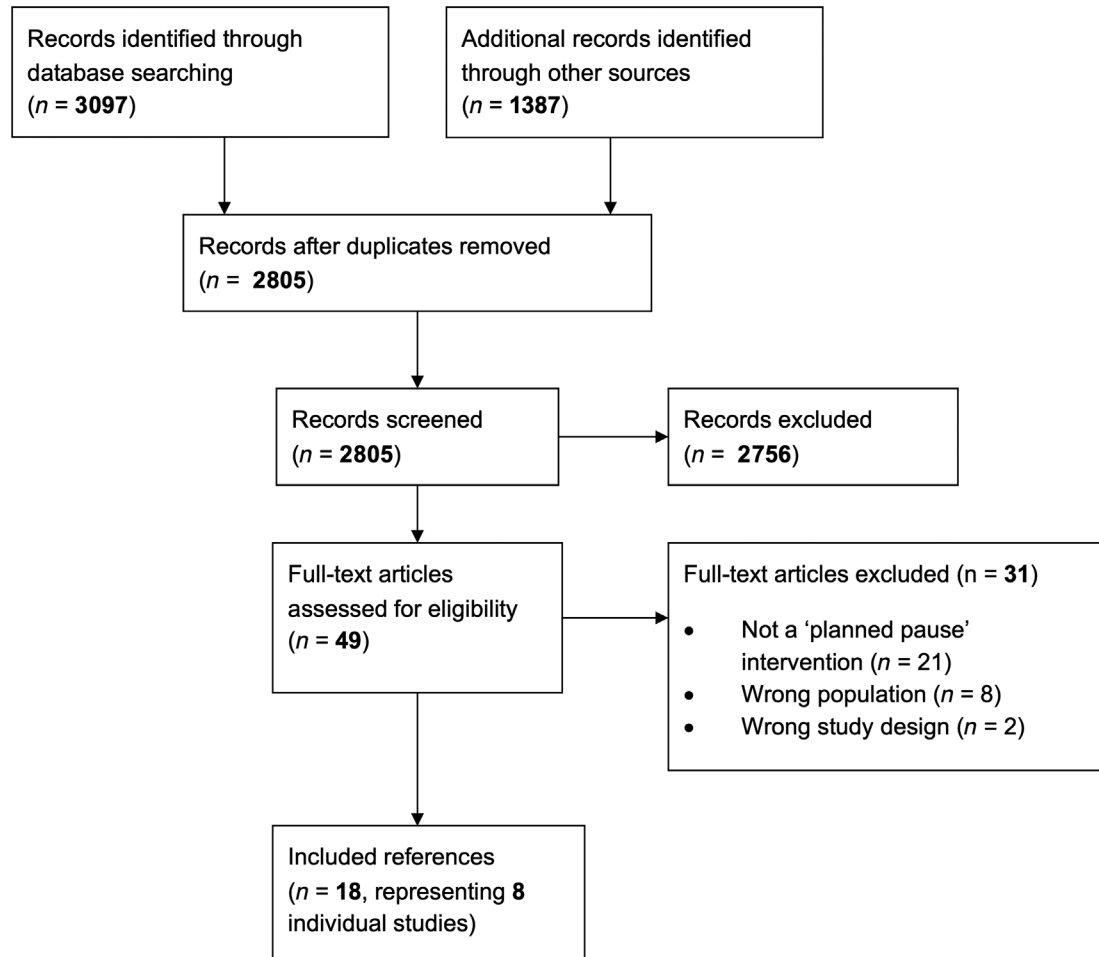 Records identified through
database searching
(n = 3097)
Additional records identified
through other sources
(n = 1387)
Records after duplicates removed
(n = 2805)
Records screened
(n = 2805)
Records excluded
(n = 2756)
Full-text articles
assessed for eligibility
(n = 49)
Full-text articles excluded (n = 31)
• Not a ‘planned pause’
intervention (n = 21)
• Wrong population (n = 8)
• Wrong study design (n = 2)
Included references
(n = 18, representing 8
individual studies)